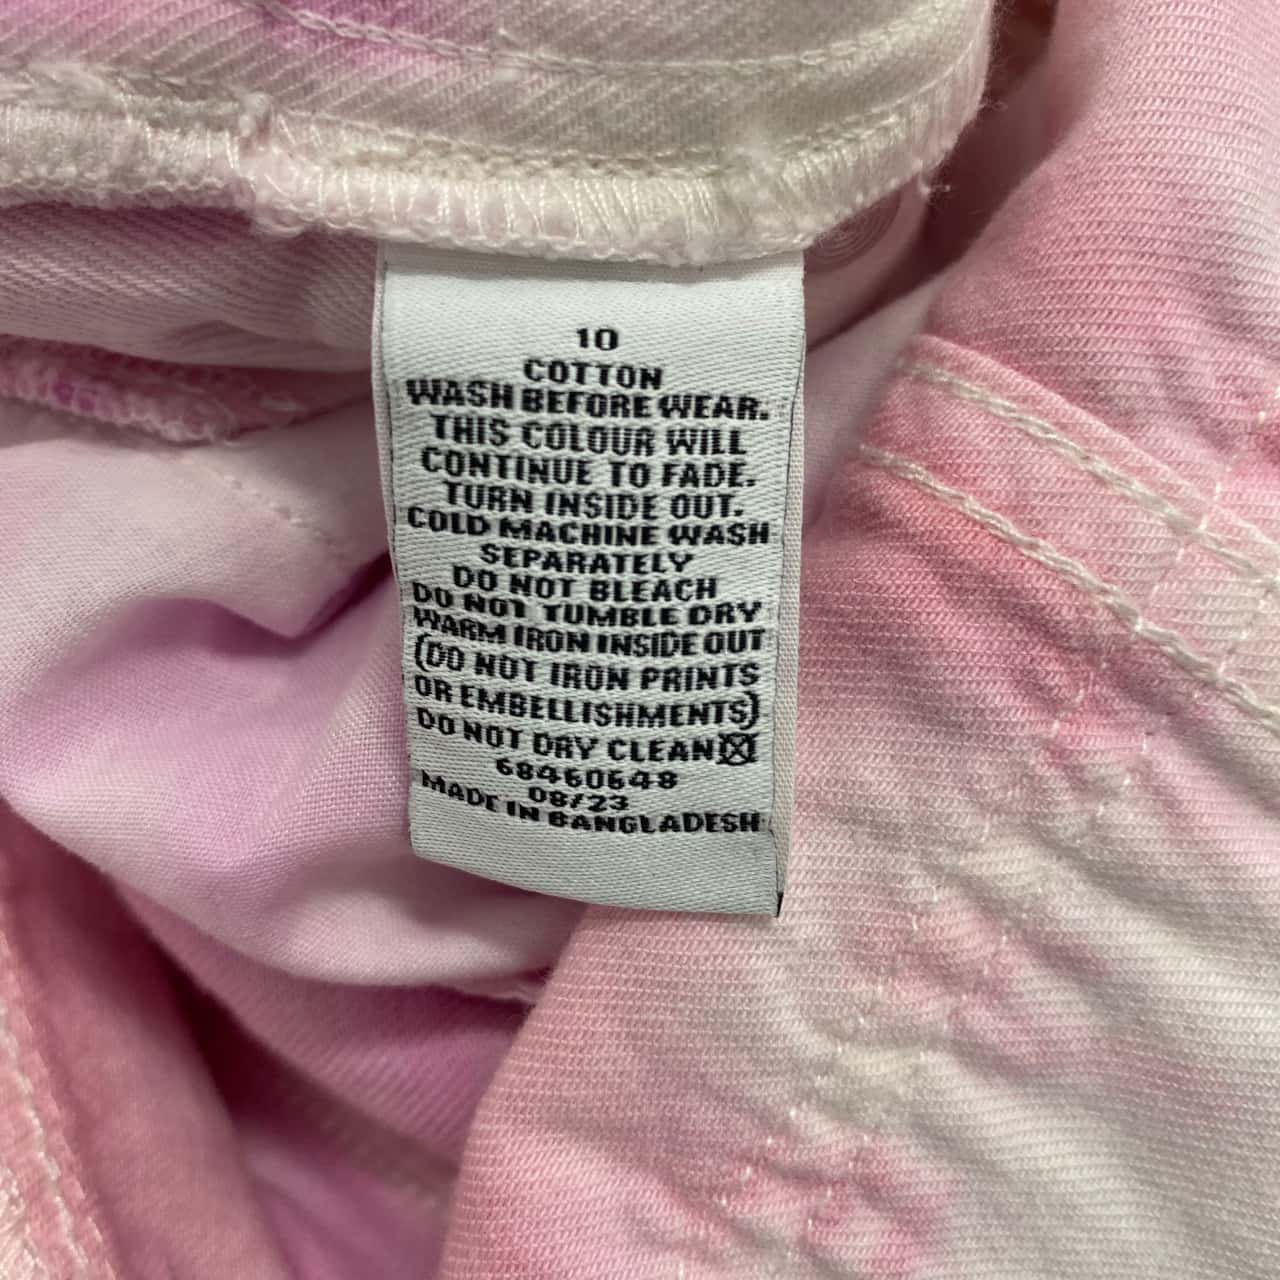 10
COTTON
WASH BEFORE WEAR.
THIS COLOUR WILL
CONTINUE TO FADE.
TURN INSIDE OUT.
COLD MACHINE WASH
SEPARATELY
DO NOT BLEACH
DO NOT TUMBLE DRY
WARM IRON INSIDE OUT
(DO NOT IRON PRINTS
OR EMBELLISHMENTS)
DO NOT DRY CLEAN
68460648
08/23
MADE IN BANGLADESH